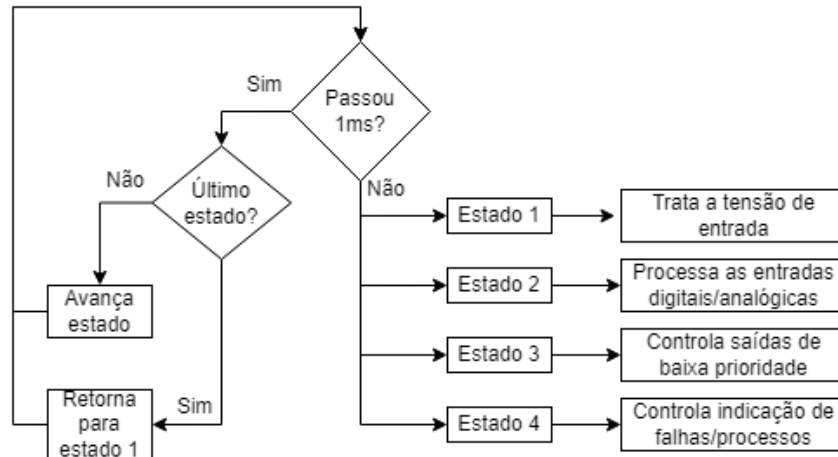 Passou
1ms?
Sim
Não
Último
estado?
Não
Sim
Avança
estado
Retorna
para
estado 1
Estado 1
Trata a tensão de
entrada
Estado 2
Processa as entradas
digitais/analógicas
Estado 3
Controla saídas de
baixa prioridade
Estado 4
Controla indicação de
falhas/processos